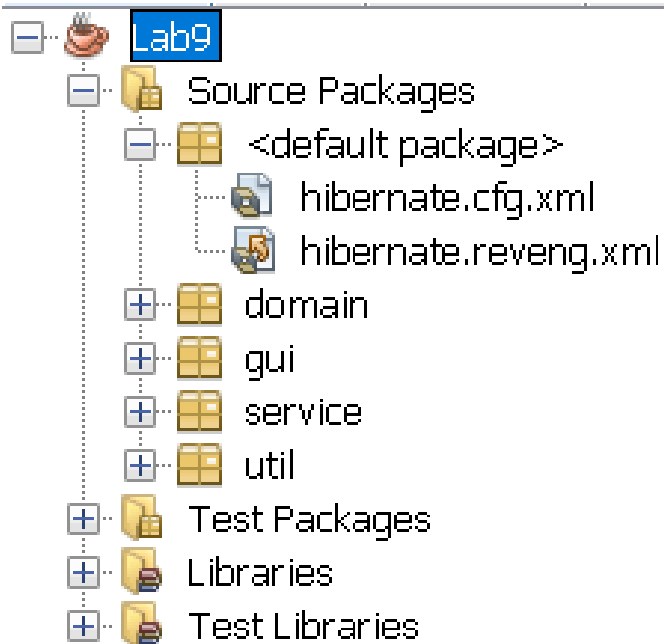 Lab9
Source Packages
<default package>
hibernate.cfg.xml
hibernate.reveng.xml
domain
gui
service
util
Test Packages
Libraries
Test Libraries